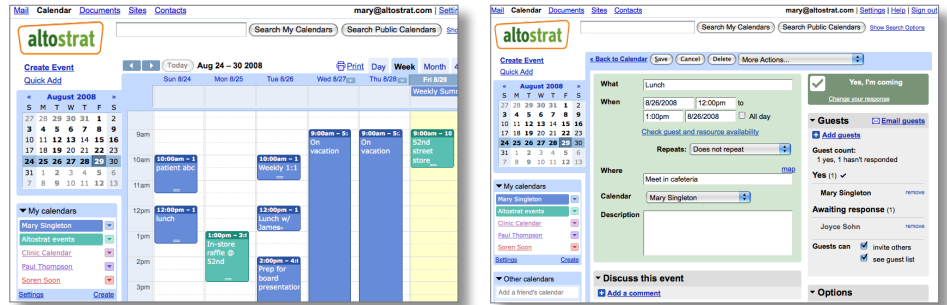 Mail Calendar Documents Sites Contacts
mary@altostrat.com | Settin
altostrat
Search My Calendars
Search Public Calendars
Sho
Create Event
Quick Add
Today
Aug 24 – 30 2008
Print Day Week Month 4
Sun 8/24 Mon 8/25 Tue 8/26 Wed 8/27 Thu 8/28 Fri 8/29
Weekly Sum
« August 2008 »
S M T W T F S
27 28 29 30 31 1 2
3 4 5 6 7 8 9
10 11 12 13 14 15 16
17 18 19 20 21 22 23
24 25 26 27 28 29 30
31 1 2 3 4 5 6
7 8 9 10 11 12 13
My calendars
Mary Singleton
Altostrat events
Clinic Calendar
Paul Thompson
Soren Soon
Settings Create
9am
10am
11am
12pm
1pm
2pm
3pm
10:00am – 1
patient abc
12:00pm – 1
lunch
1:00pm – 3:
In-store
raffle @
52nd
10:00am – 1
Weekly 1:1
12:00pm – 1
Lunch w/
James
2:00pm – 4:
Prep for
board
presentation
9:00am – 5:
On
vacation
9:00am – 5:
On
vacation
9:00am – 10
52nd
street
store
Mail Calendar Documents Sites Contacts
mary@altostrat.com | Settings | Help | Sign out
altostrat
Search My Calendars
Search Public Calendars
Show Search Options
Create Event
Quick Add
« August 2008 »
S M T W T F S
27 28 29 30 31 1 2
3 4 5 6 7 8 9
10 11 12 13 14 15 16
17 18 19 20 21 22 23
24 25 26 27 28 29 30
31 1 2 3 4 5 6
7 8 9 10 11 12 13
My calendars
Mary Singleton
Altostrat events
Clinic Calendar
Paul Thompson
Soren Soon
Settings Create
Other calendars
Add a friend's calendar
« Back to Calendar Save Cancel Delete More Actions...
What Lunch
When 8/26/2008 12:00pm to
1:00pm 8/26/2008 All day
Check guest and resource availability
Repeats: Does not repeat
Where map
Meet in cafeteria
Calendar Mary Singleton
Description
Discuss this event
Add a comment
Yes, I'm coming
Change your response
Guests Email guests
Add guests
Guest count:
1 yes, 1 hasn't responded
Yes (1)
Mary Singleton remove
Awaiting response (1)
Joyce Sohn remove
Guests can invite others
see guest list
Options